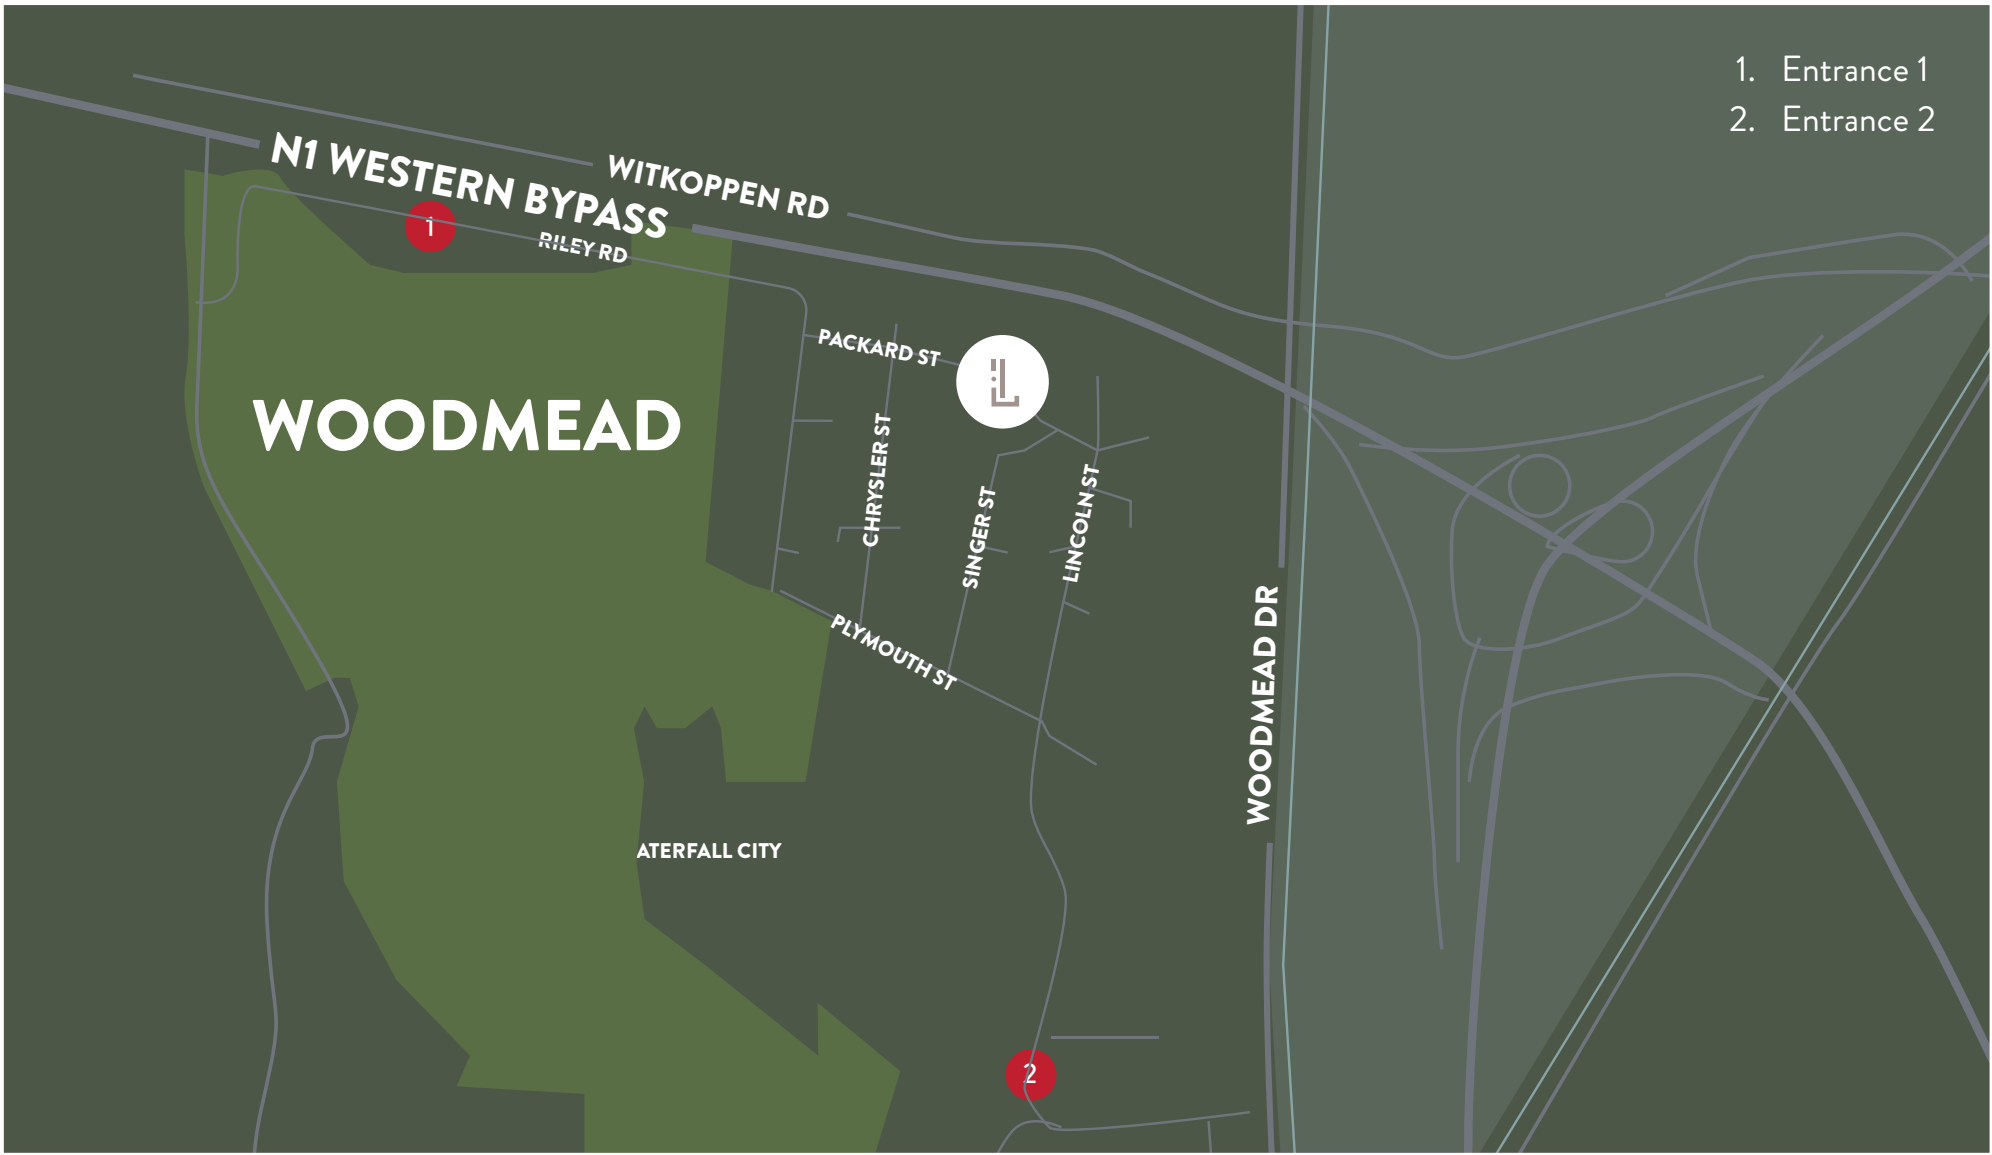 1. Entrance 1
2. Entrance 2
N1 WESTERN BYPASS
WITKOPPEN RD
1
RILEY RD
PACKARD ST
WOODMEAD
CHRYSLER ST
SINGER ST
LINCOLN ST
PLYMOUTH ST
WOODMEAD DR
ATERFALL CITY
2